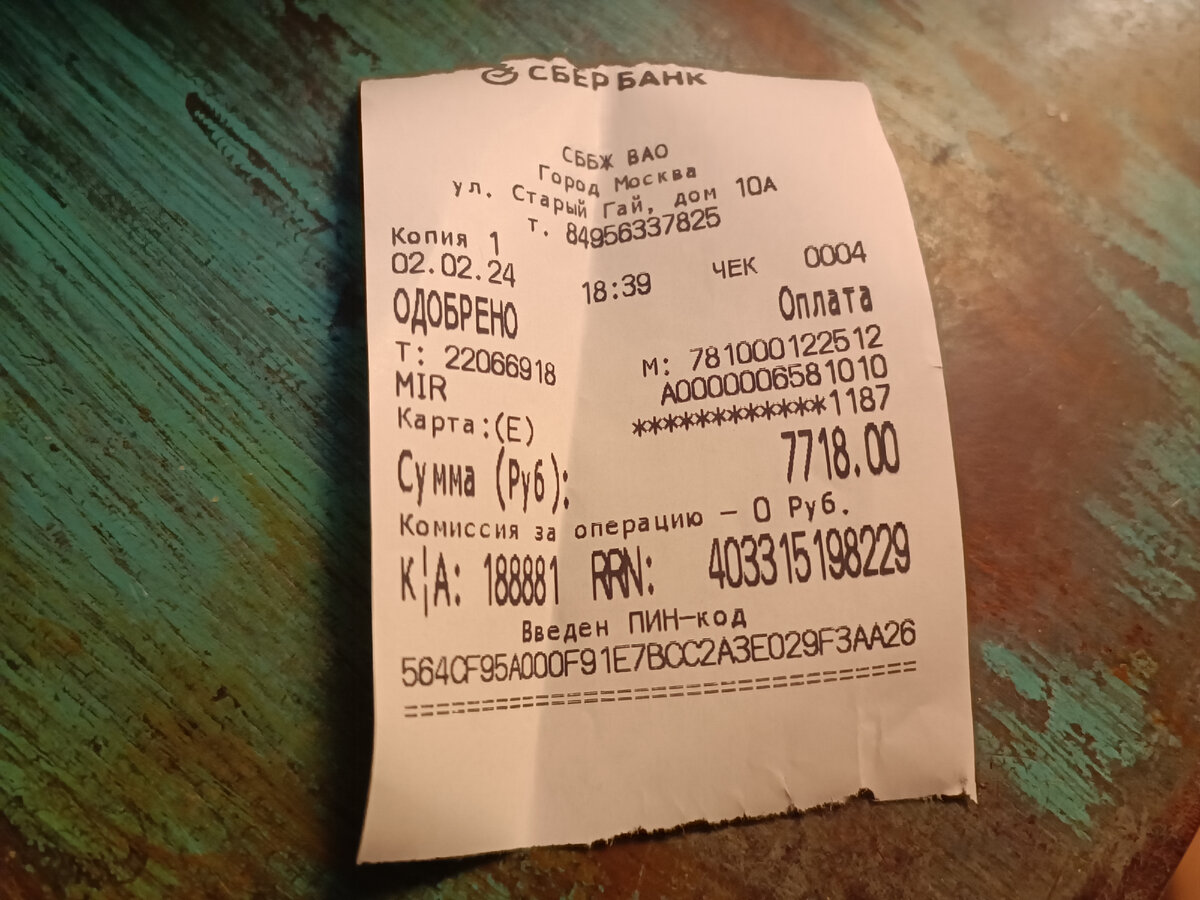 СБЕР БАНК
СББЖ ВАО
Город Москва
ул. Старый Гай, дом 10А
т. 84956337825
Копия 1
02.02.24 18:39 ЧЕК 0004
ОДОБРЕНО Оплата
Т: 22066918 М: 781000122512
MIR A0000006581010
Карта:(E) ************1187
Сумма (Руб): 7718.00
Комиссия за операцию – 0 Руб.
К¦А: 188881 RRN: 403315198229
Введен ПИН-код
564CF95A000F91E7BCC2A3E029F3AA26
================================